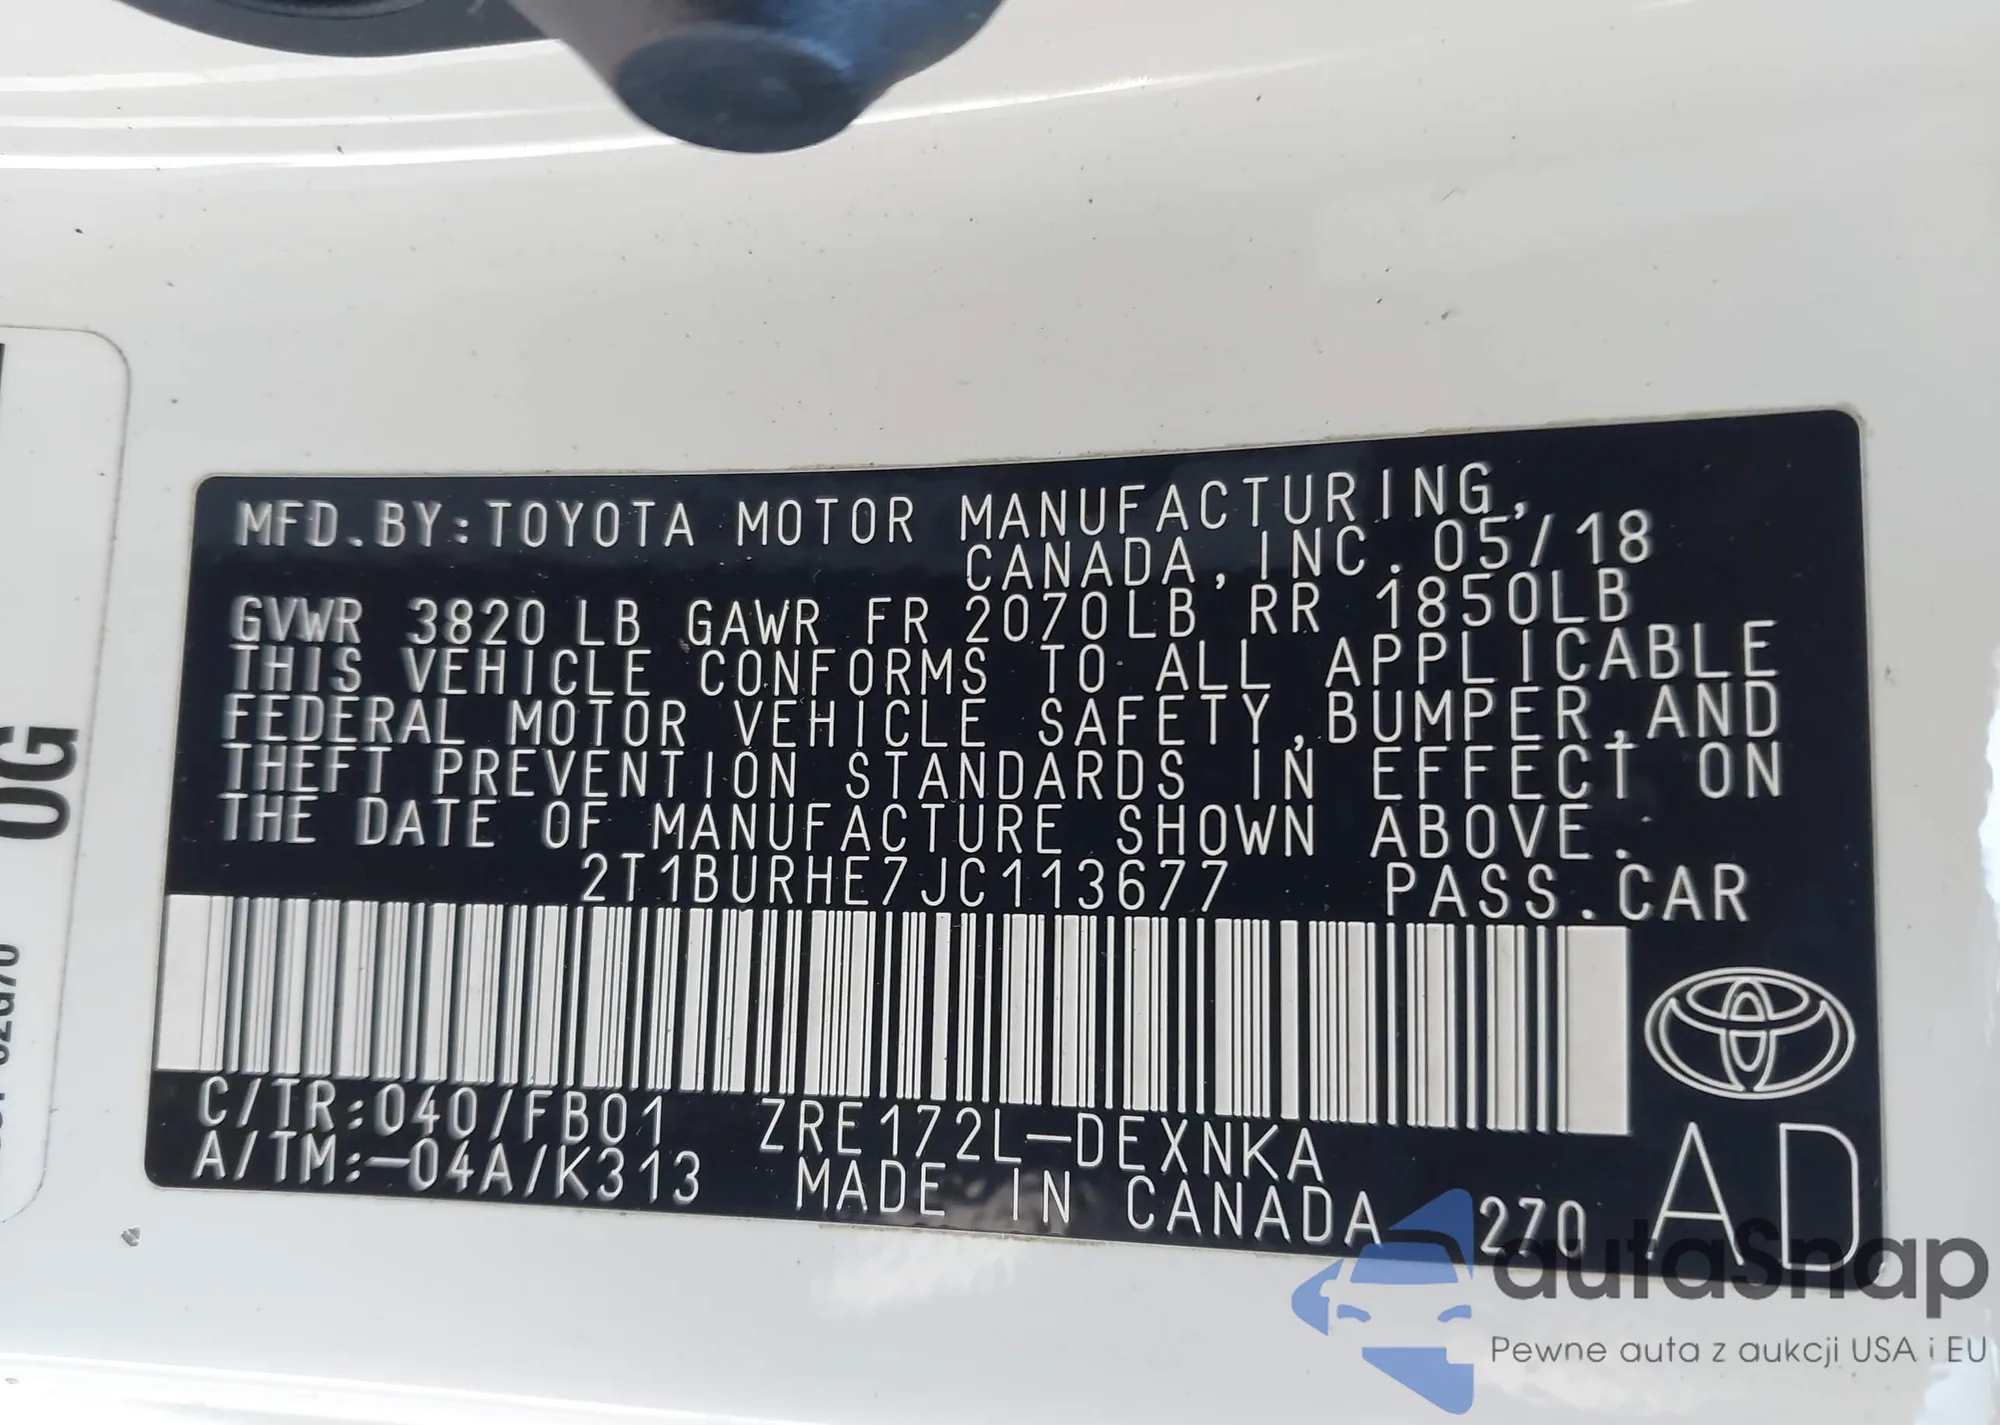 MFD.BY:TOYOTA MOTOR MANUFACTURING,
CANADA,INC. 05/18
GVWR 3820LB GAWR FR 2070LB RR 1850LB
THIS VEHICLE CONFORMS TO ALL APPLICABLE
FEDERAL MOTOR VEHICLE SAFETY,BUMPER,AND
THEFT PREVENTION STANDARDS IN EFFECT ON
THE DATE OF MANUFACTURE SHOWN ABOVE.
2T1BURHE7JC113677 PASS.CAR
C/TR:040/FB01 ZRE172L-DEXNKA
A/TM:-04A/K313 MADE IN CANADA 270 AD
0G
autaSnap
Pewne auta z aukcji USA i EU